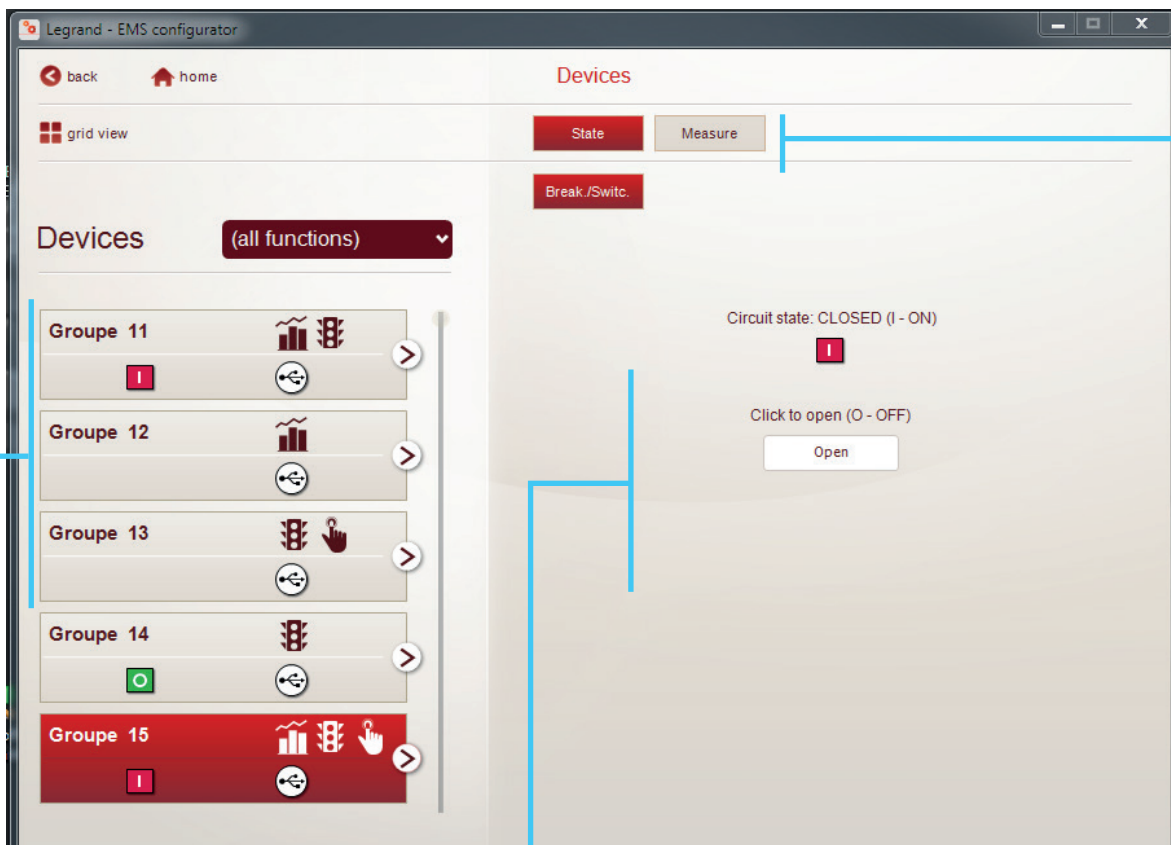 Legrand - EMS configurator
back
home
Devices
grid view
State
Measure
Break./Switc.
Devices
(all functions)
Groupe 11
I
Groupe 12
Groupe 13
Groupe 14
O
Groupe 15
I
Circuit state: CLOSED (I - ON)
I
Click to open (O - OFF)
Open